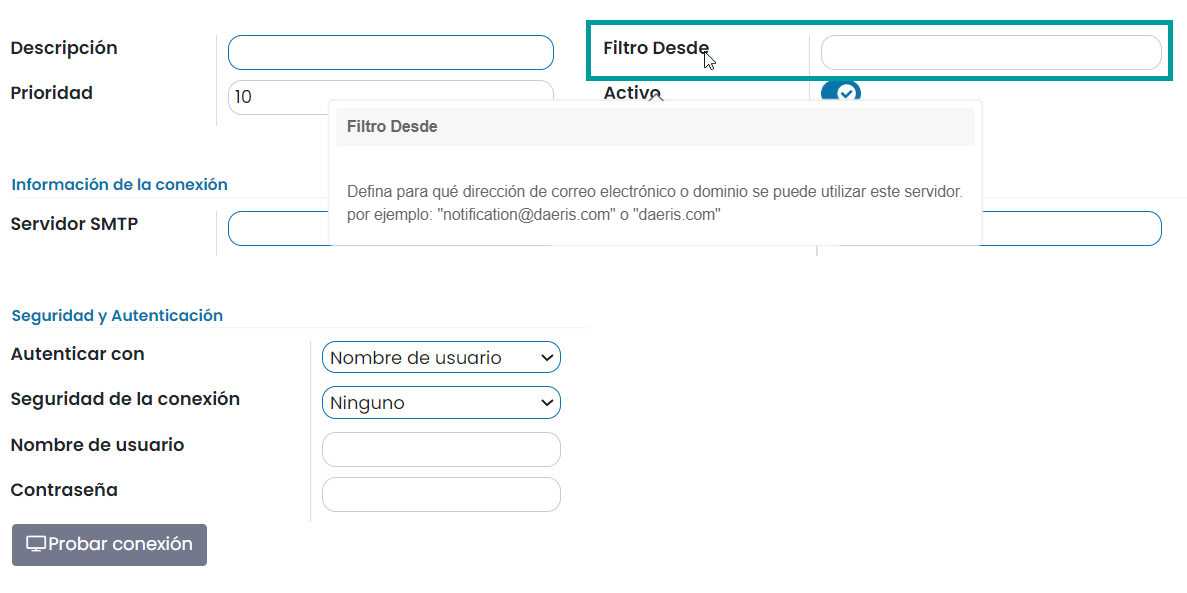 Descripción
Filtro Desde
Prioridad
10
Activo
Filtro Desde
Defina para qué dirección de correo electrónico o dominio se puede utilizar este servidor.
por ejemplo: "notification@daeris.com" o "daeris.com"
Información de la conexión
Servidor SMTP
Seguridad y Autenticación
Autenticar con
Nombre de usuario
Seguridad de la conexión
Ninguno
Nombre de usuario
Contraseña
Probar conexión